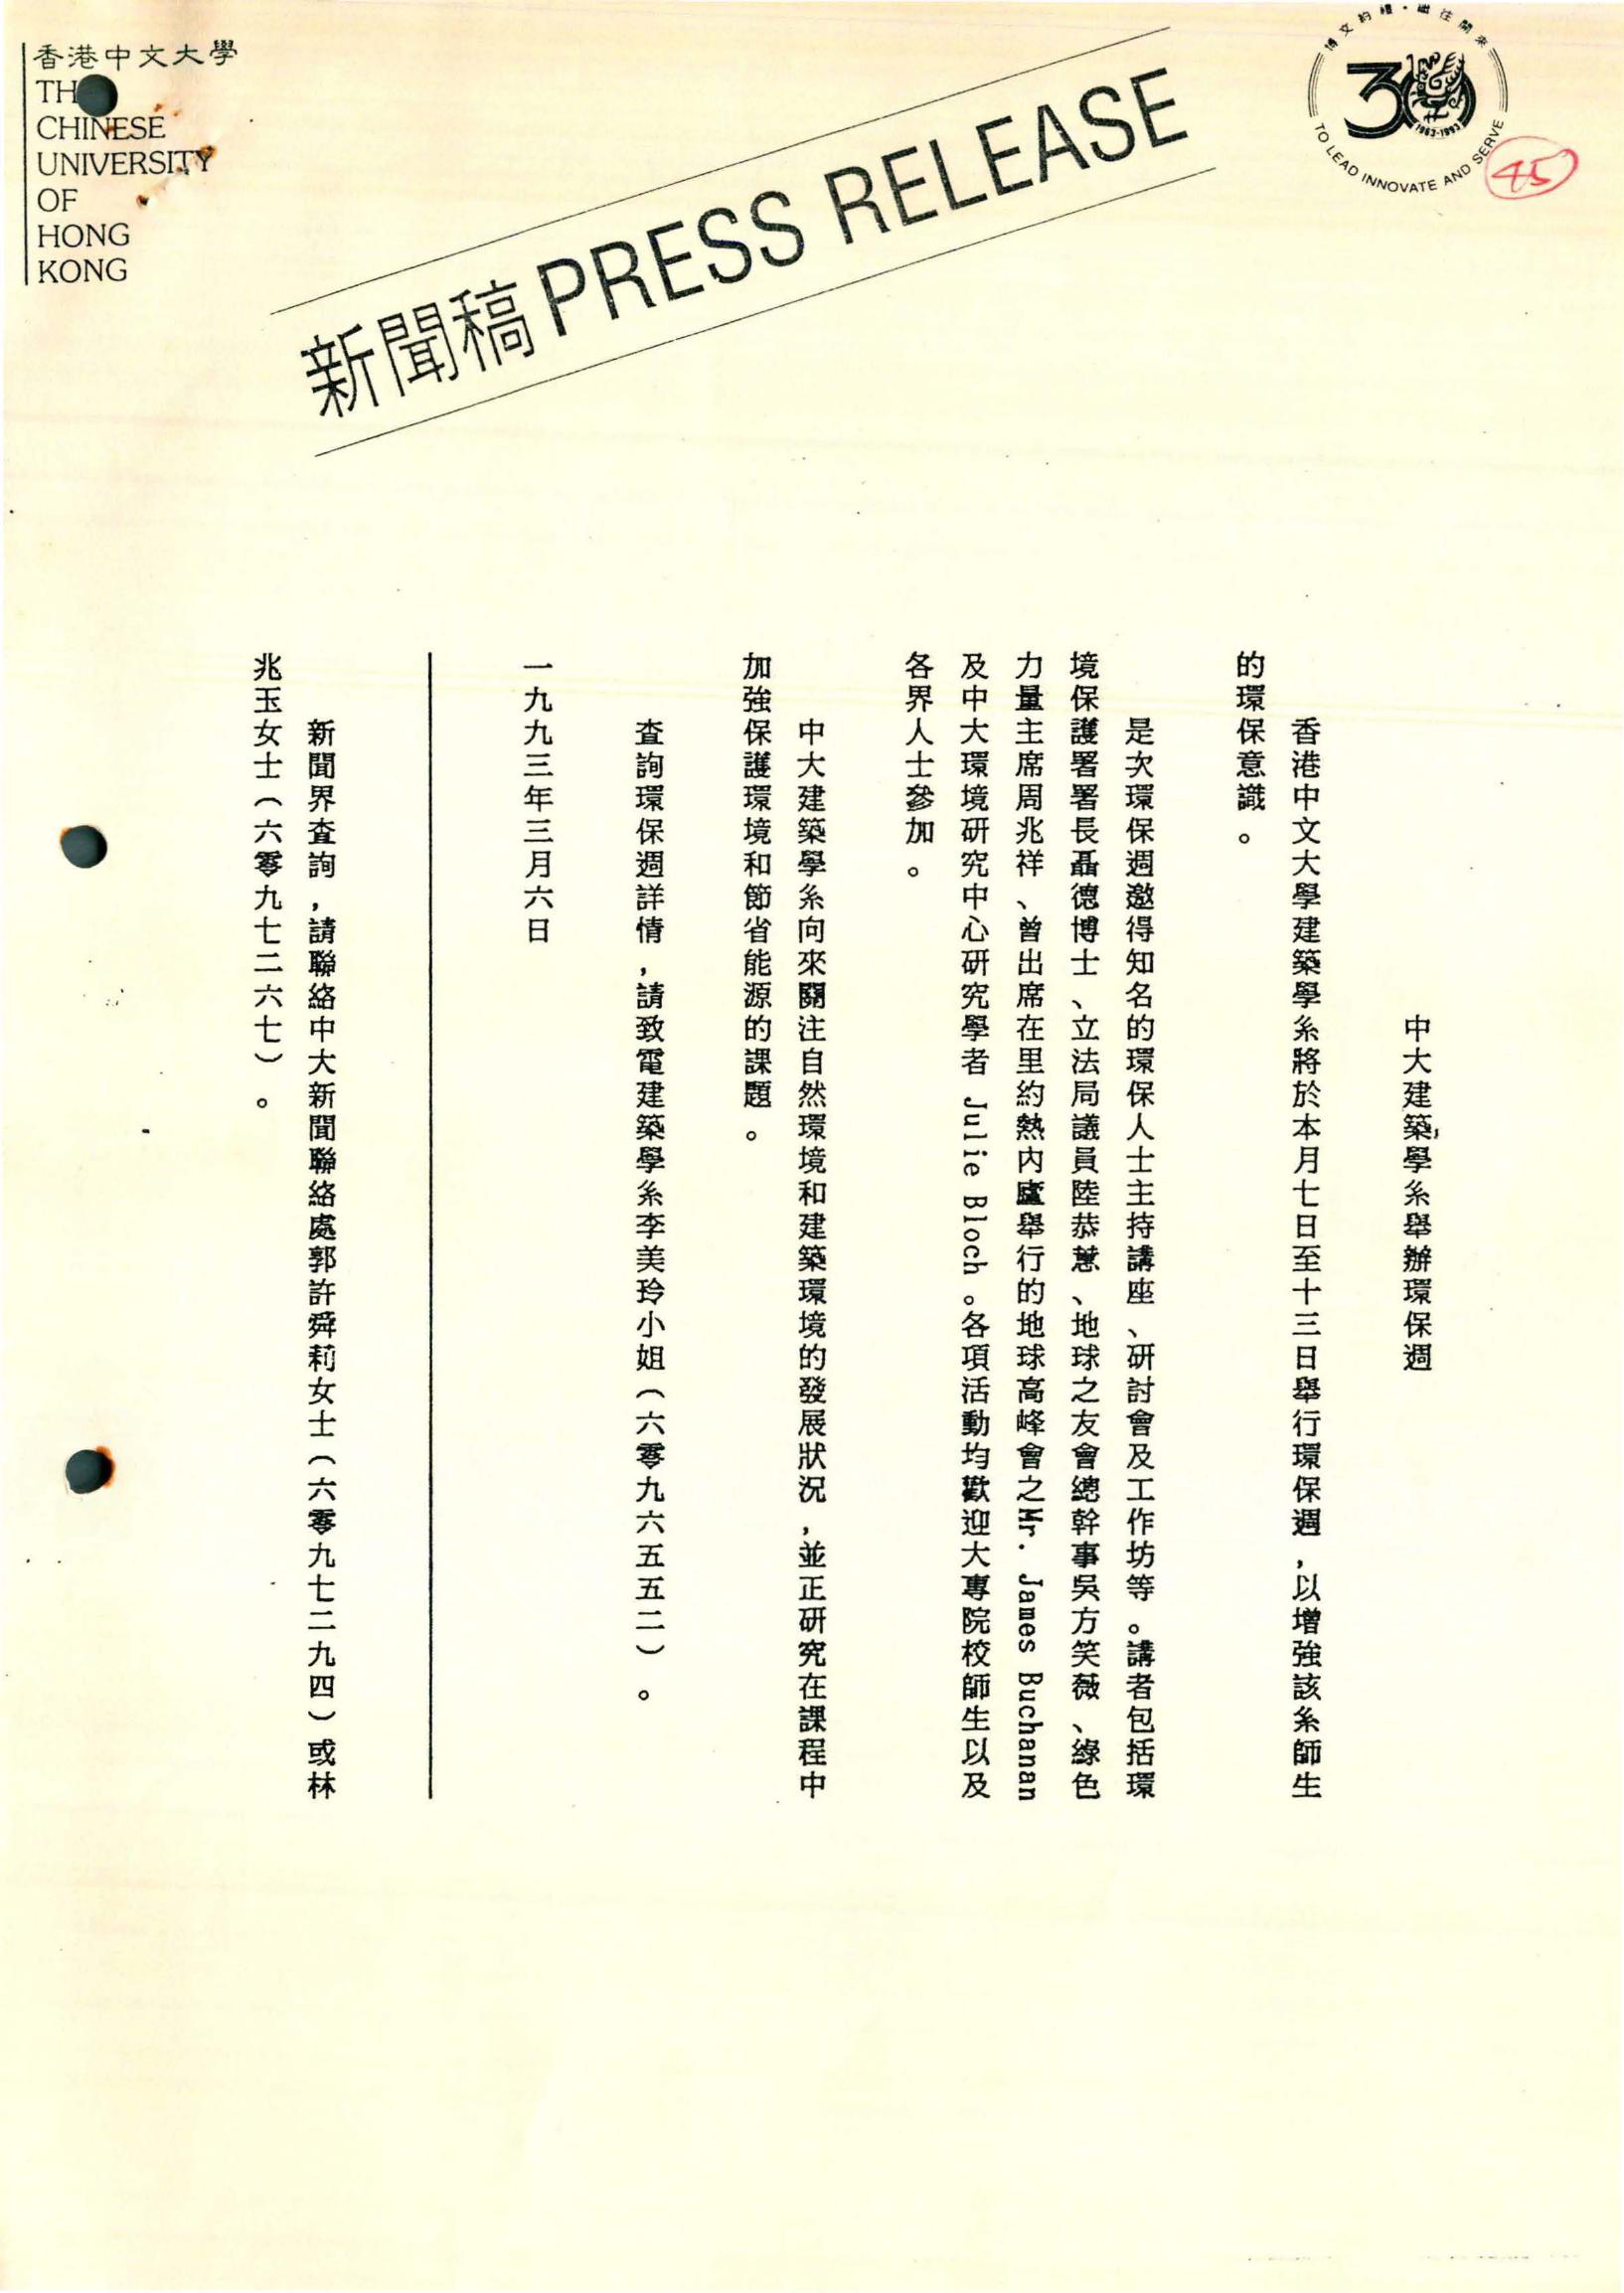 香港中文大學
THE
CHINESE
UNIVERSITY
OF
HONG
KONG
新聞稿 PRESS RELEASE
博文約禮·繼往開來
30
1963-1993
TO LEAD INNOVATE AND SERVE
45
中大建築學系舉辦環保週
香港中文大學建築學系將於本月七日至十三日舉行環保週，以增強該系師生
的環保意識。
是次環保週邀得知名的環保人士主持講座、研討會及工作坊等。講者包括環
境保護署署長聶德博士、立法局議員陸恭蕙、地球之友會總幹事吳方笑薇、綠色
力量主席周兆祥、曾出席在里約熱內盧舉行的地球高峰會之Mr. James Buchanan
及中大環境研究中心研究學者 Julie Bloch。各項活動均歡迎大專院校師生以及
各界人士參加。
中大建築學系向來關注自然環境和建築環境的發展狀況，並正研究在課程中
加強保護環境和節省能源的課題。
查詢環保週詳情，請致電建築學系李美玲小姐（六零九六五五二）。
一九九三年三月六日
新聞界查詢，請聯絡中大新聞聯絡處郭許舜莉女士（六零九七二九四）或林
兆玉女士（六零九七二六七）。